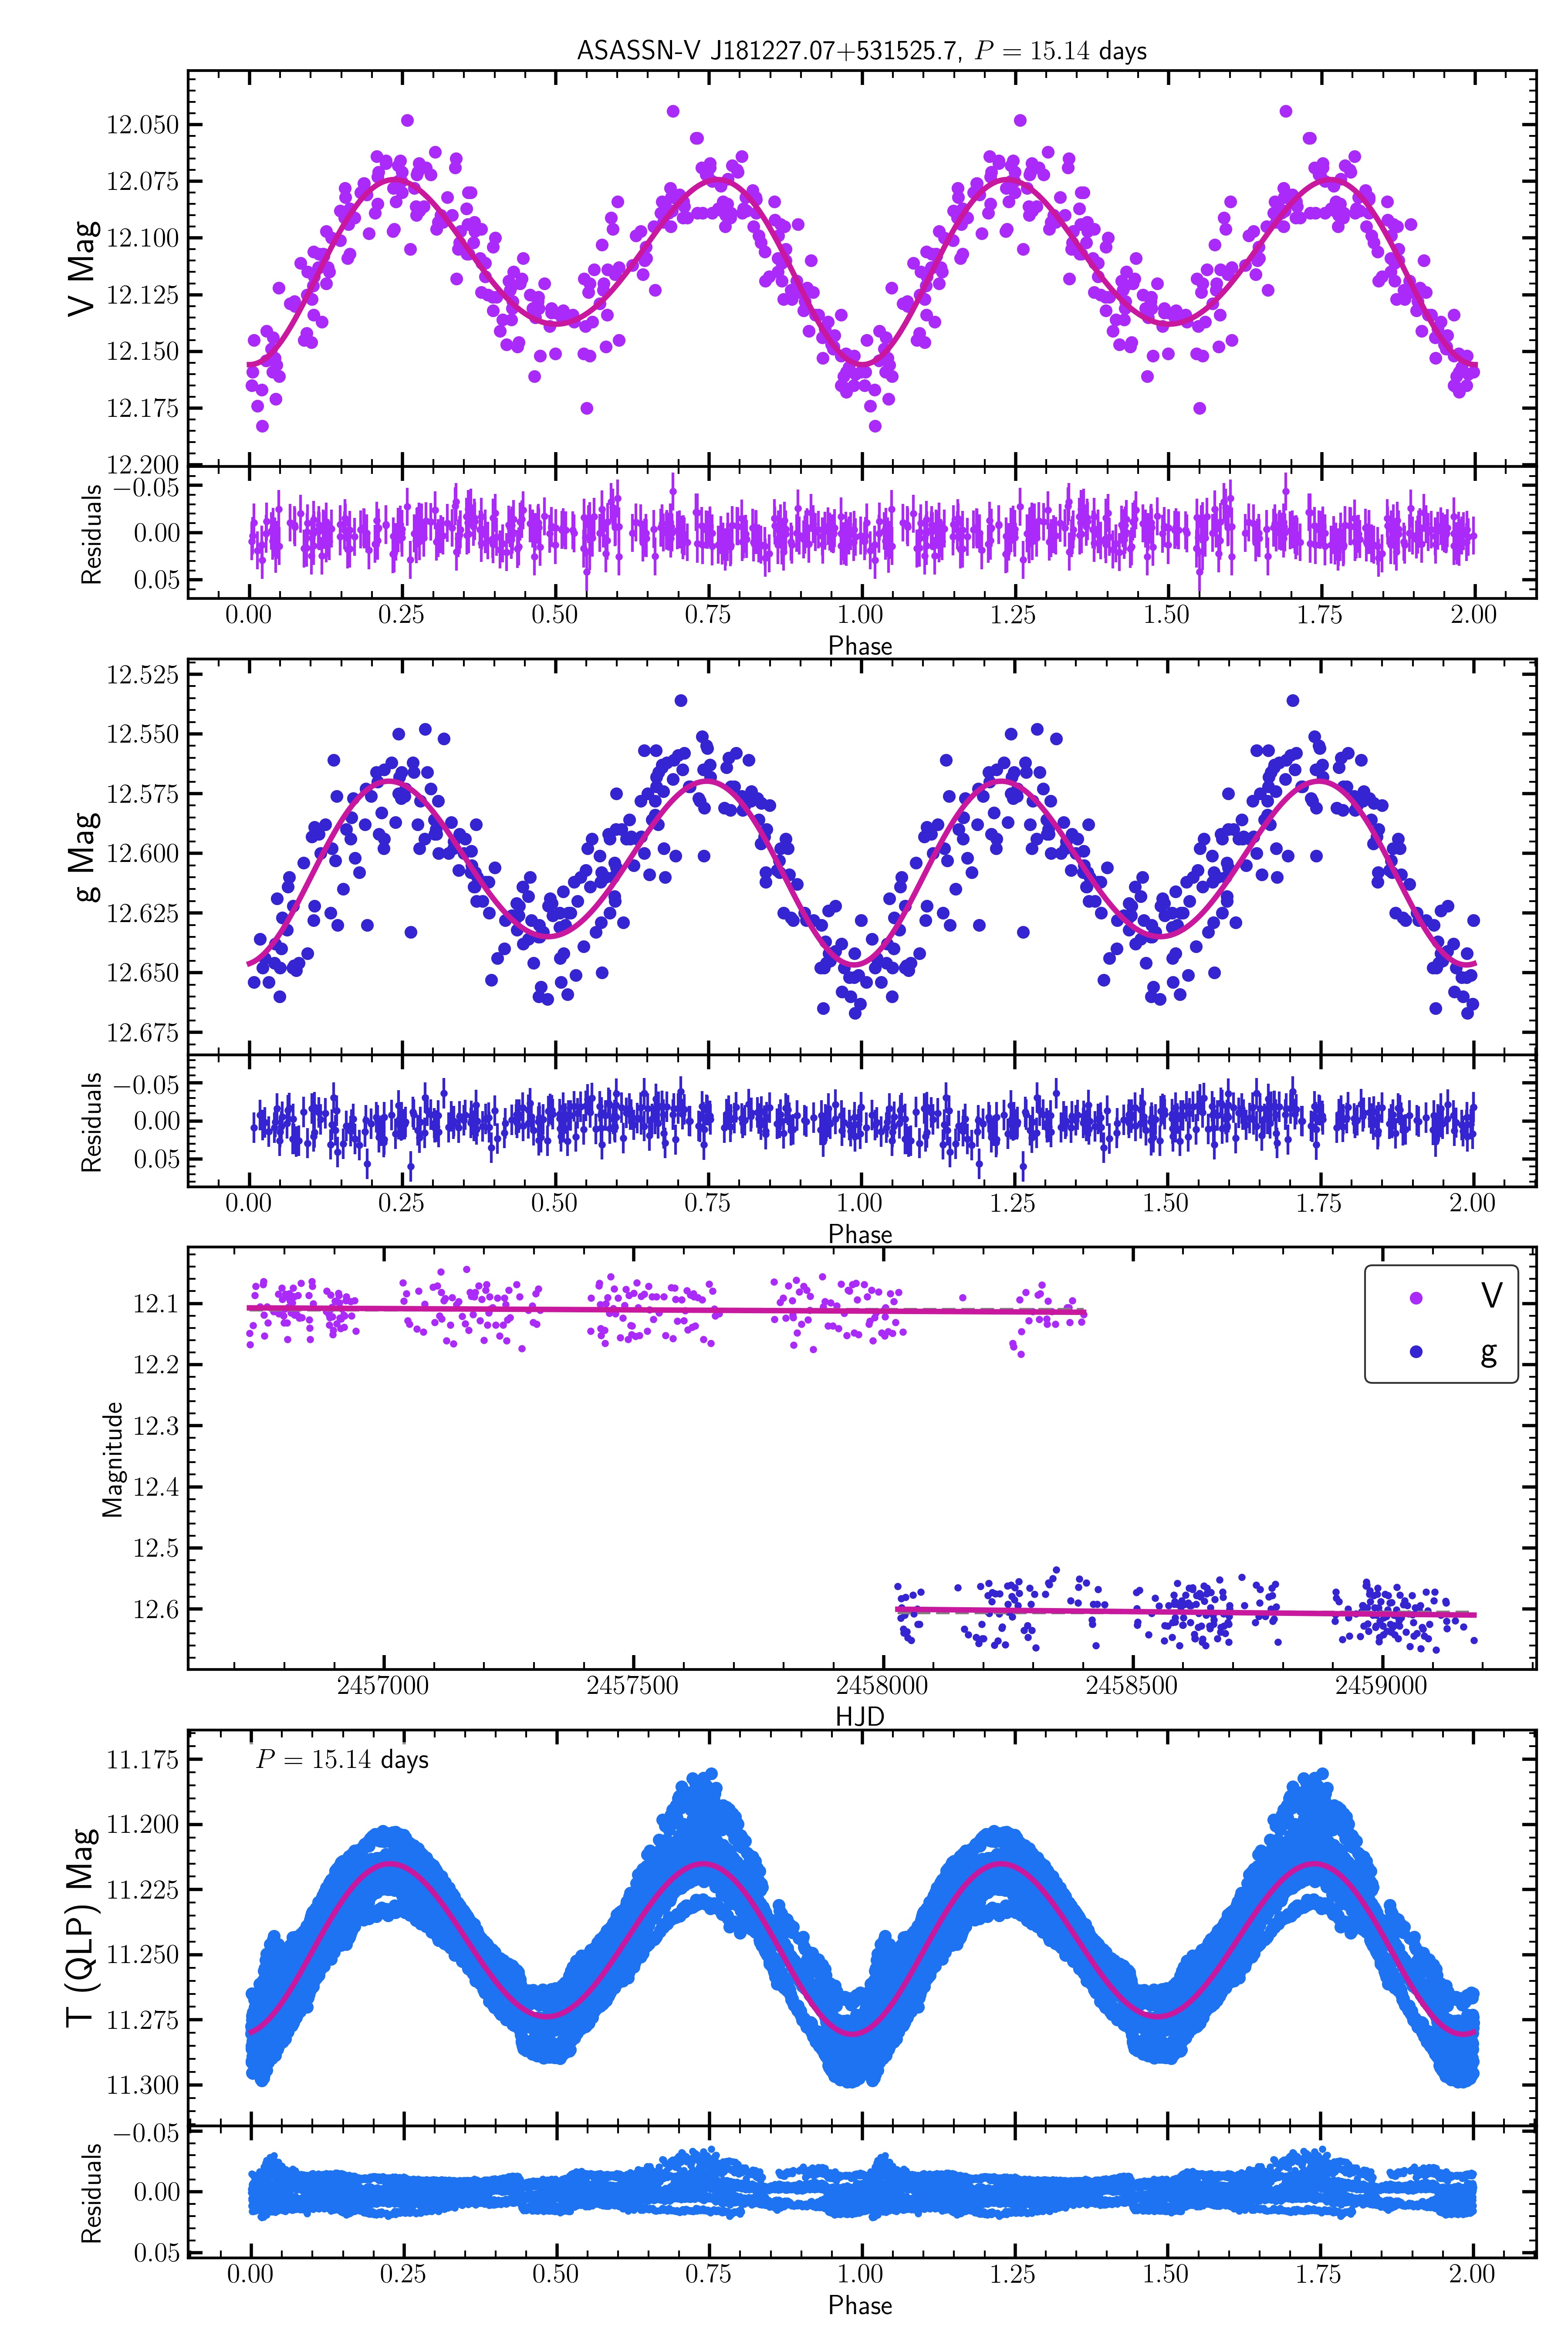 ASASSN-V J181227.07+531525.7, P = 15.14 days
V Mag
12.050
12.075
12.100
12.125
12.150
12.175
12.200
Residuals
−0.05
0.00
0.05
0.00 0.25 0.50 0.75 1.00 1.25 1.50 1.75 2.00
Phase
g Mag
12.525
12.550
12.575
12.600
12.625
12.650
12.675
Residuals
−0.05
0.00
0.05
0.00 0.25 0.50 0.75 1.00 1.25 1.50 1.75 2.00
Phase
Magnitude
12.1
12.2
12.3
12.4
12.5
12.6
V
g
2457000 2457500 2458000 2458500 2459000
HJD
P = 15.14 days
T (QLP) Mag
11.175
11.200
11.225
11.250
11.275
11.300
Residuals
−0.05
0.00
0.05
0.00 0.25 0.50 0.75 1.00 1.25 1.50 1.75 2.00
Phase